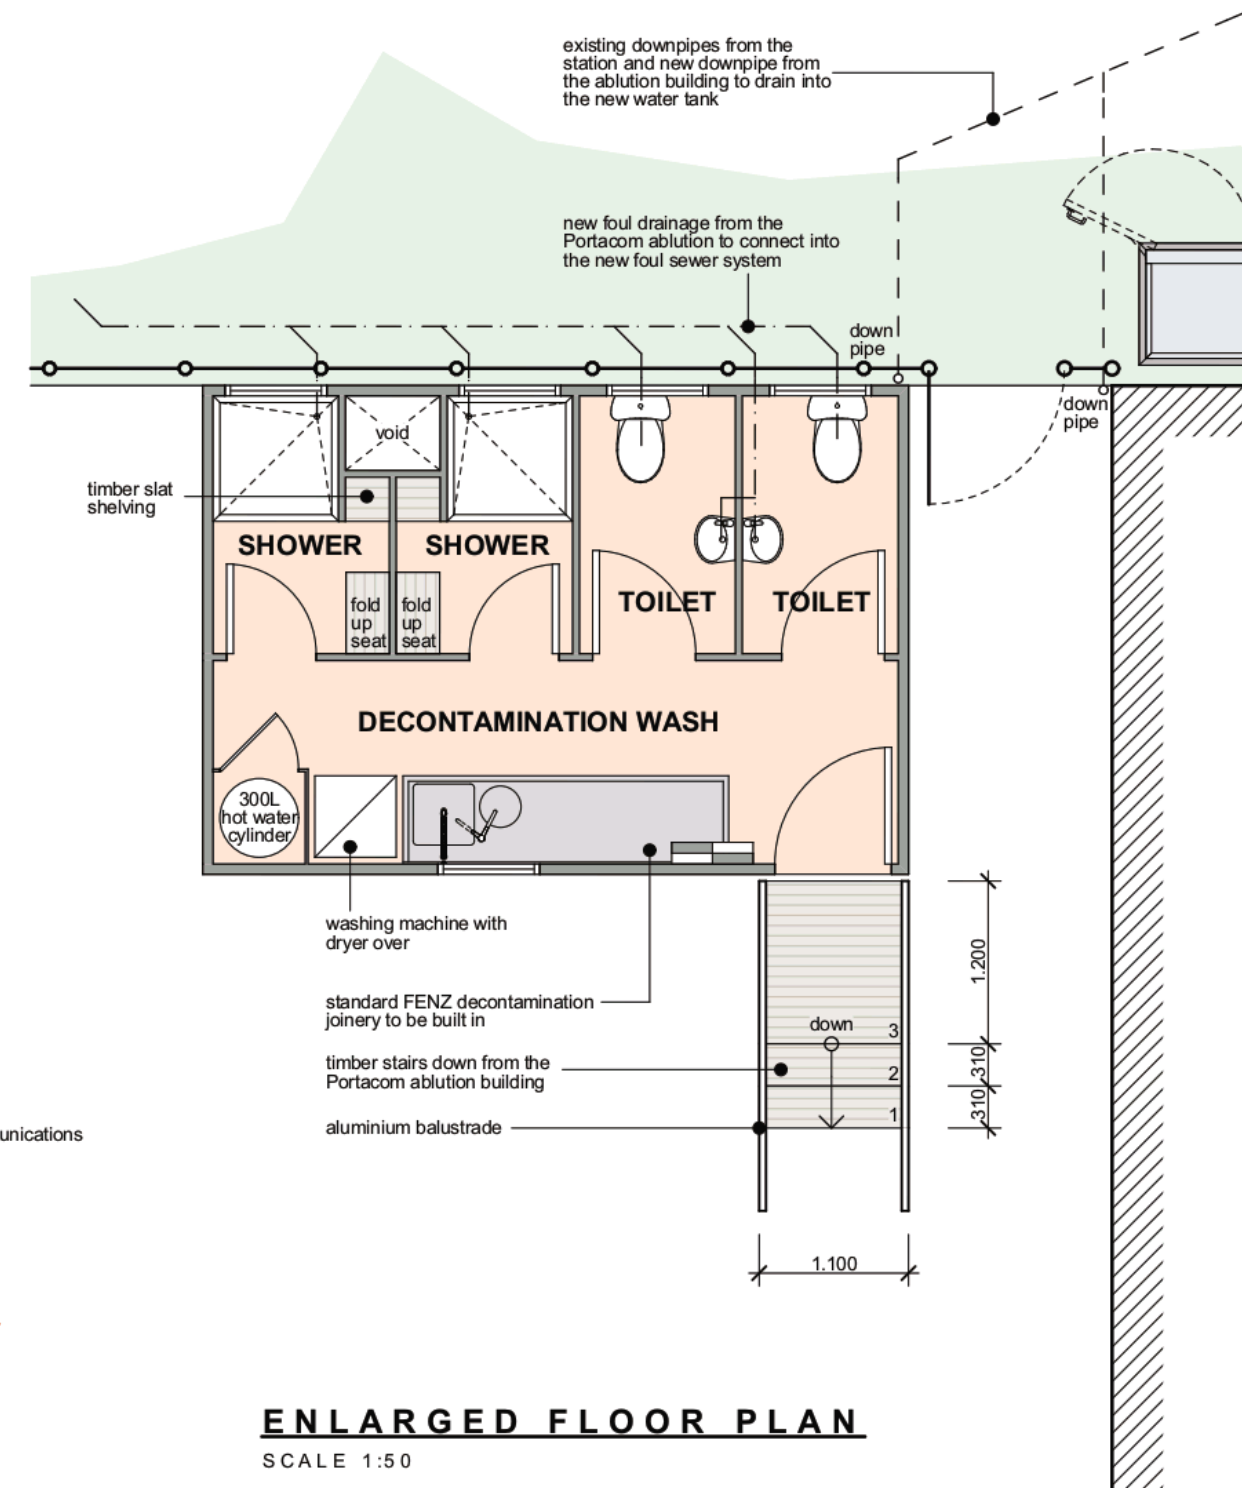 existing downpipes from the
station and new downpipe from
the ablution building to drain into
the new water tank
new foul drainage from the
Portacom ablution to connect into
the new foul sewer system
down
pipe
down
pipe
void
timber slat
shelving
SHOWER
SHOWER
TOILET
TOILET
fold
up
seat
fold
up
seat
DECONTAMINATION WASH
300L
hot water
cylinder
washing machine with
dryer over
standard FENZ decontamination
joinery to be built in
timber stairs down from the
Portacom ablution building
aluminium balustrade
unications
down
3
2
1
1.200
.310
.310
1.100
ENLARGED FLOOR PLAN
SCALE 1:50